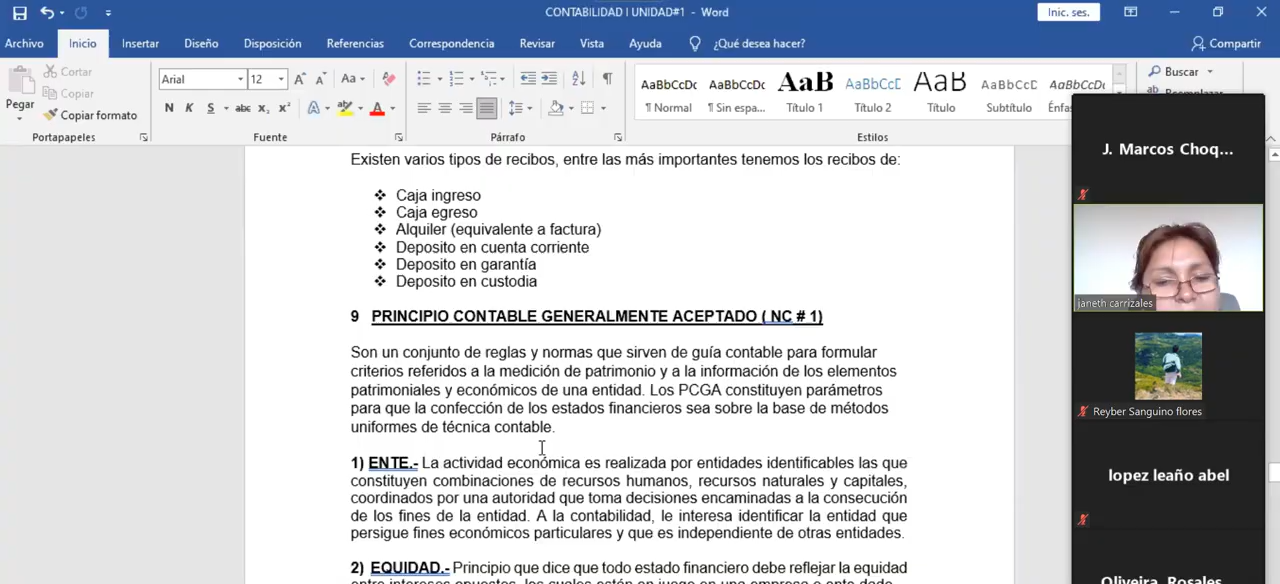 CONTABILIDAD I UNIDAD#1 - Word
Inic. ses.
Archivo Inicio Insertar Diseño Disposición Referencias Correspondencia Revisar Vista Ayuda ¿Qué desea hacer? Compartir
Pegar
Cortar
Copiar
Copiar formato
Portapapeles
Arial 12
Aa
N K S abc x₂ x²
Fuente
Párrafo
AaBbCcDc AaBbCcDc AaB AaBbCcD AaB AaBbCcD AaBbCcDc
¶ Normal ¶ Sin espa... Título 1 Título 2 Título Subtítulo
Estilos
Buscar
Existen varios tipos de recibos, entre las más importantes tenemos los recibos de:
❖ Caja ingreso
❖ Caja egreso
❖ Alquiler (equivalente a factura)
❖ Deposito en cuenta corriente
❖ Deposito en garantía
❖ Deposito en custodia
9 PRINCIPIO CONTABLE GENERALMENTE ACEPTADO ( NC # 1)
Son un conjunto de reglas y normas que sirven de guía contable para formular
criterios referidos a la medición de patrimonio y a la información de los elementos
patrimoniales y económicos de una entidad. Los PCGA constituyen parámetros
para que la confección de los estados financieros sea sobre la base de métodos
uniformes de técnica contable.
1) ENTE.- La actividad económica es realizada por entidades identificables las que
constituyen combinaciones de recursos humanos, recursos naturales y capitales,
coordinados por una autoridad que toma decisiones encaminadas a la consecución
de los fines de la entidad. A la contabilidad, le interesa identificar la entidad que
persigue fines económicos particulares y que es independiente de otras entidades.
2) EQUIDAD.- Principio que dice que todo estado financiero debe reflejar la equidad
J. Marcos Choq...
janeth carrizales
Reyber Sanguino flores
lopez leaño abel
Oliveira Rosales